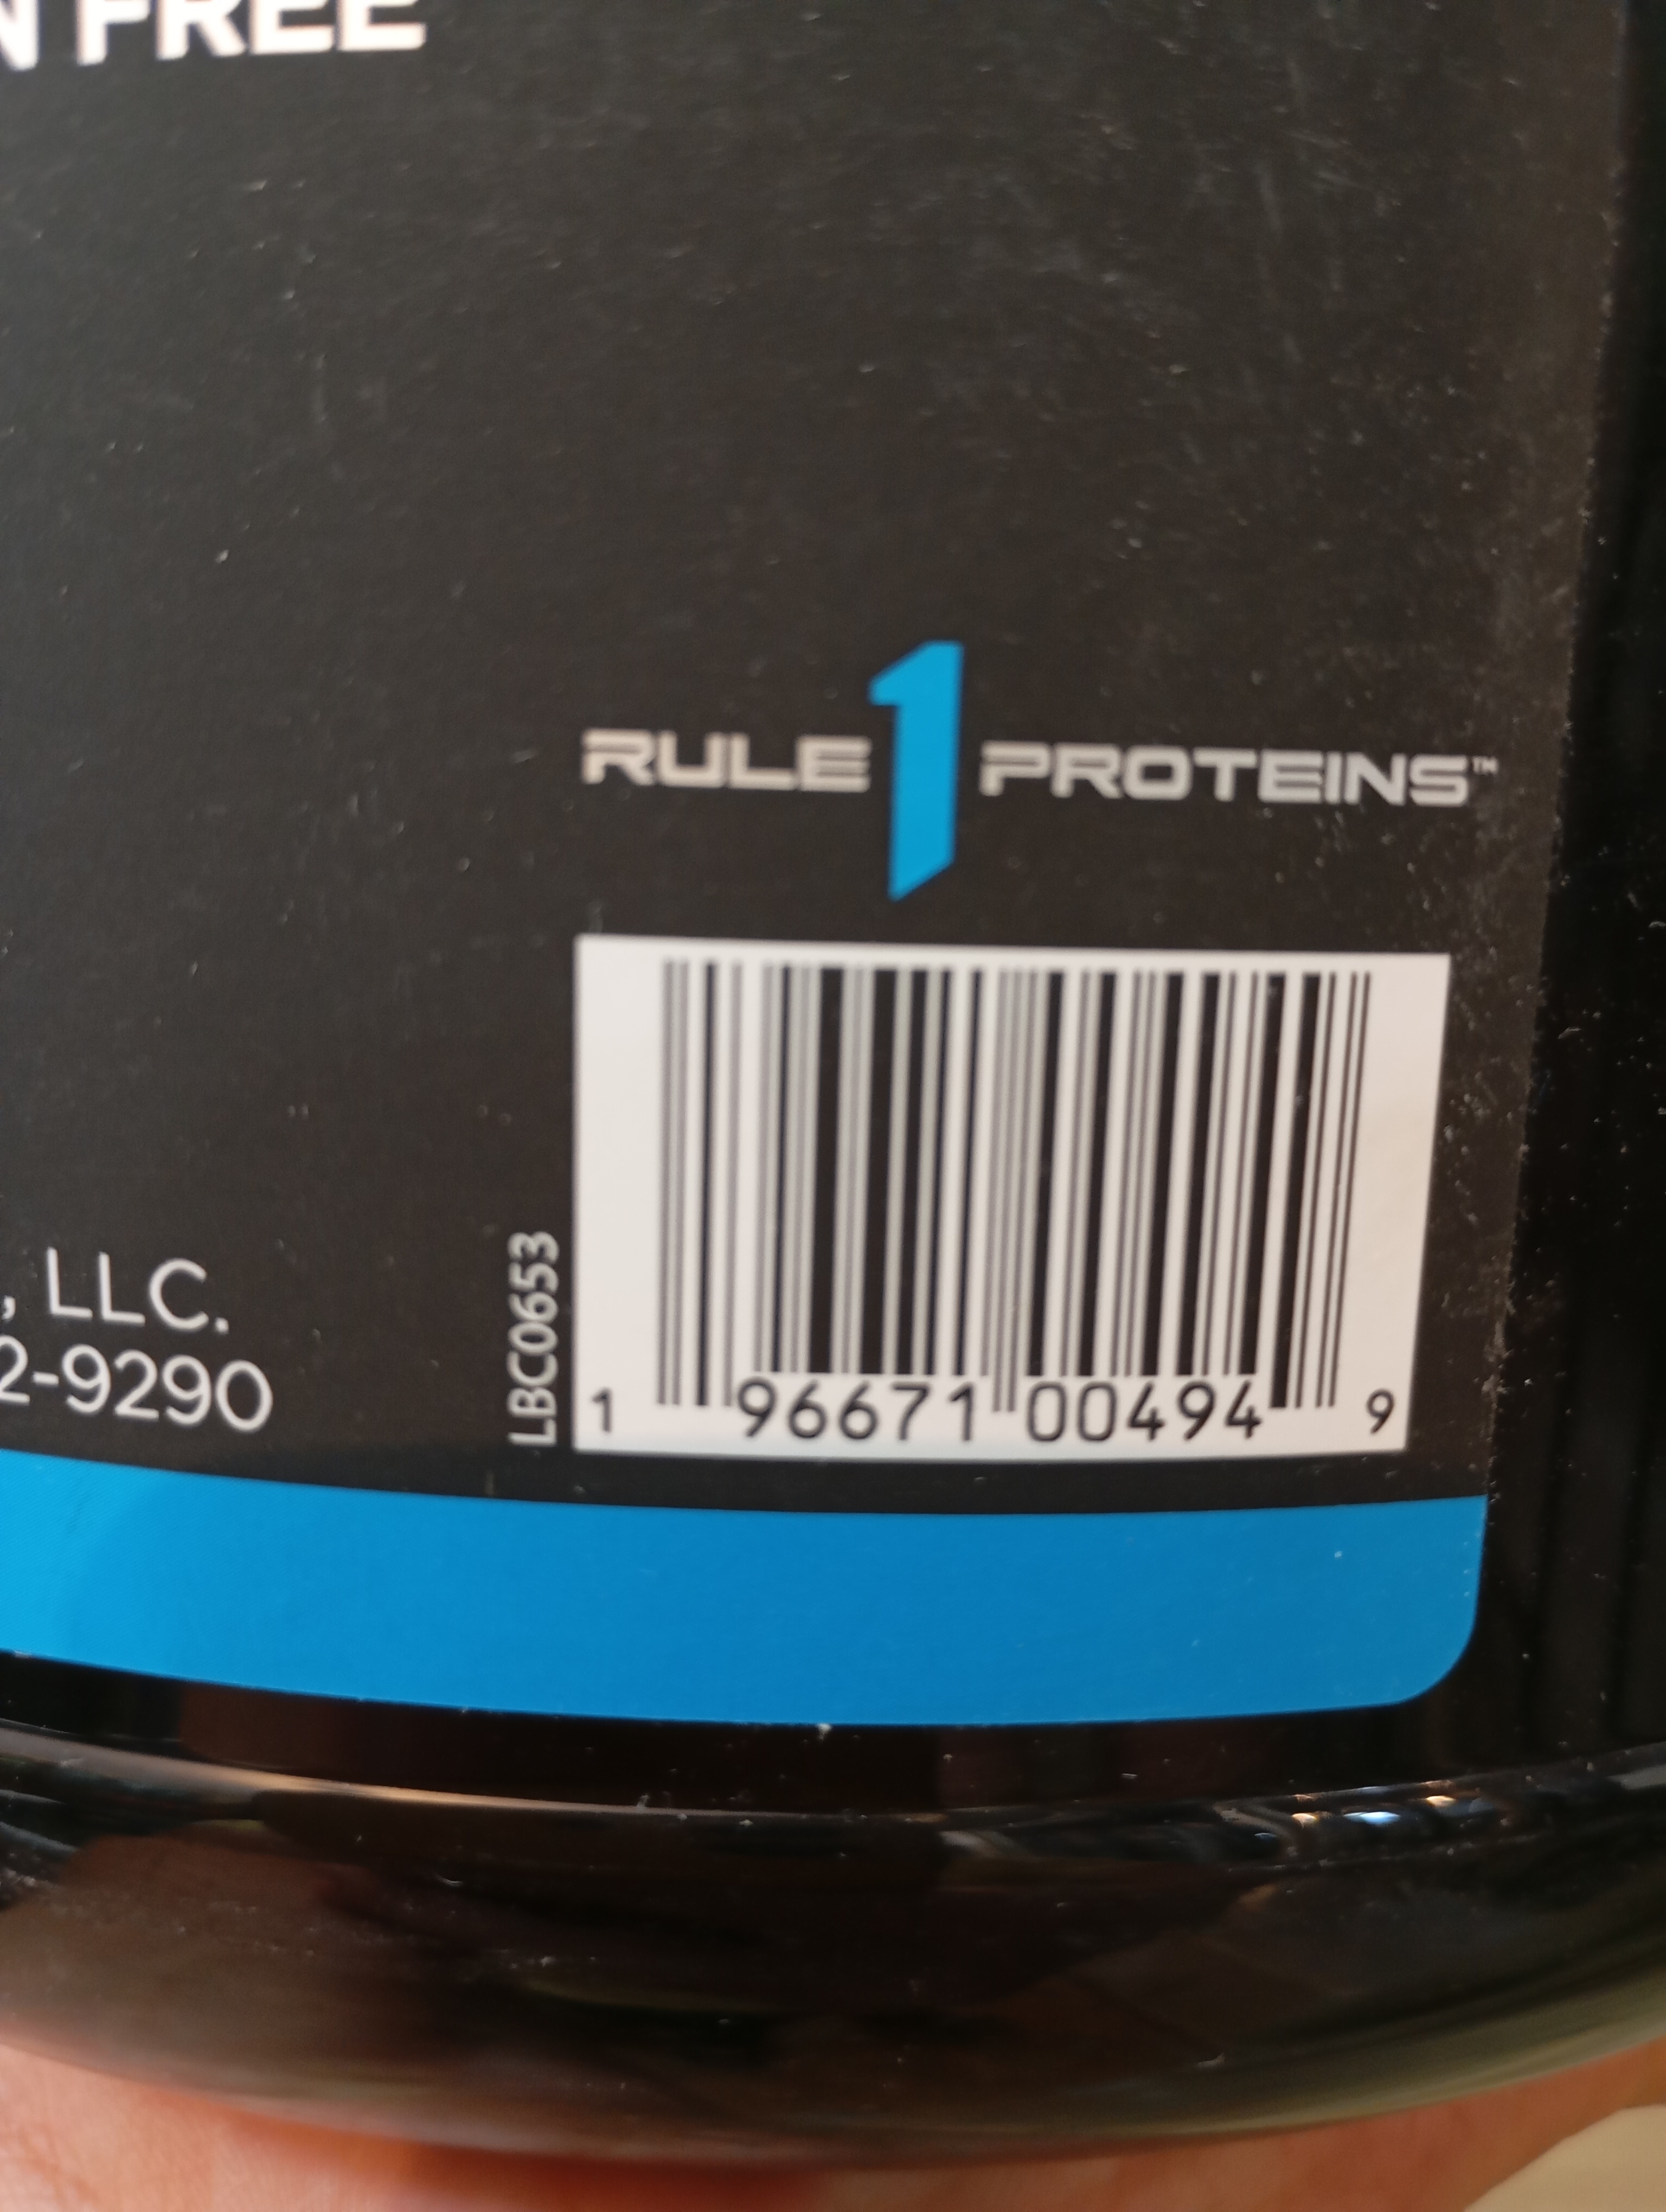 N FREE
RULE 1 PROTEINS™
LBC0653
, LLC.
2-9290
1 96671 00494 9